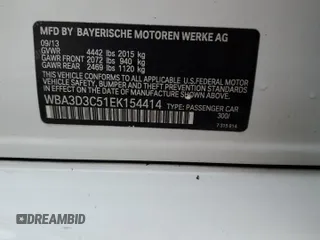 MFD BY BAYERISCHE MOTOREN WERKE AG
09/13
GVWR 4442 lbs 2015 kg
GAWR FRONT 2072 lbs 940 kg
GAWR REAR 2469 lbs 1120 kg
THIS VEHICLE CONFORMS TO ALL APPLICABLE U.S. FEDERAL MOTOR
VEHICLE SAFETY, BUMPER AND THEFT PREVENTION STANDARDS
IN EFFECT ON THE DATE OF MANUFACTURE SHOWN ABOVE.
WBA3D3C51EK154414 TYPE: PASSENGER CAR
300/
DREAMBID